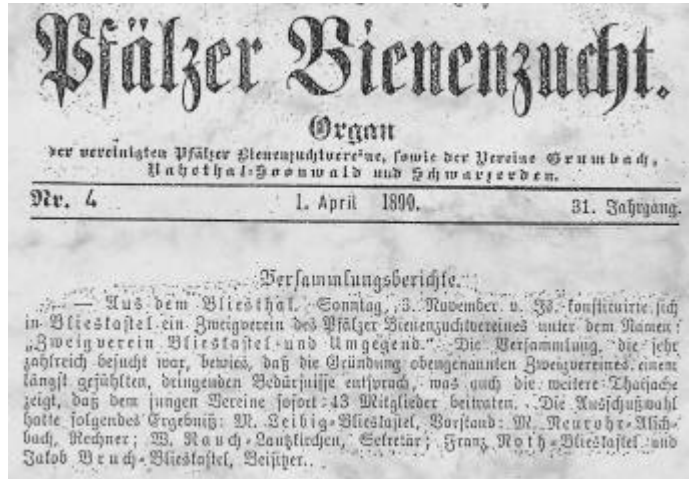 Pfälzer Bienenzucht.
Organ
der vereinigten Pfälzer Bienenzuchtvereine, sowie der Vereine Grumbach,
Nahethal-Soonwald und Schwarzerden.
Nr. 4 1. April 1890. 31. Jahrgang.
Versammlungsberichte.
— Aus dem Bliesthal. Sonntag, 3. November v. Js. konstituirte sich
in Blieskastel ein Zweigverein des Pfälzer Bienenzuchtvereines unter dem Namen:
„Zweigverein Blieskastel und Umgegend.“ Die Versammlung, die sehr
zahlreich besucht war, bewies, daß die Gründung obengenannten Zweigvereines einem
längst gefühlten, dringenden Bedürfnisse entsprach, was auch die weitere Thatsache
zeigt, daß dem jungen Vereine sofort 43 Mitglieder beitraten. Die Ausschußwahl
hatte folgendes Ergebniß: M. Leibig-Blieskastel, Vorstand: M. Neurohr-Alsch-
bach, Rechner; W. Rauch-Lautzkirchen, Sekretär; Franz Roth-Blieskastel und
Jakob Bruch-Blieskastel, Beisitzer.